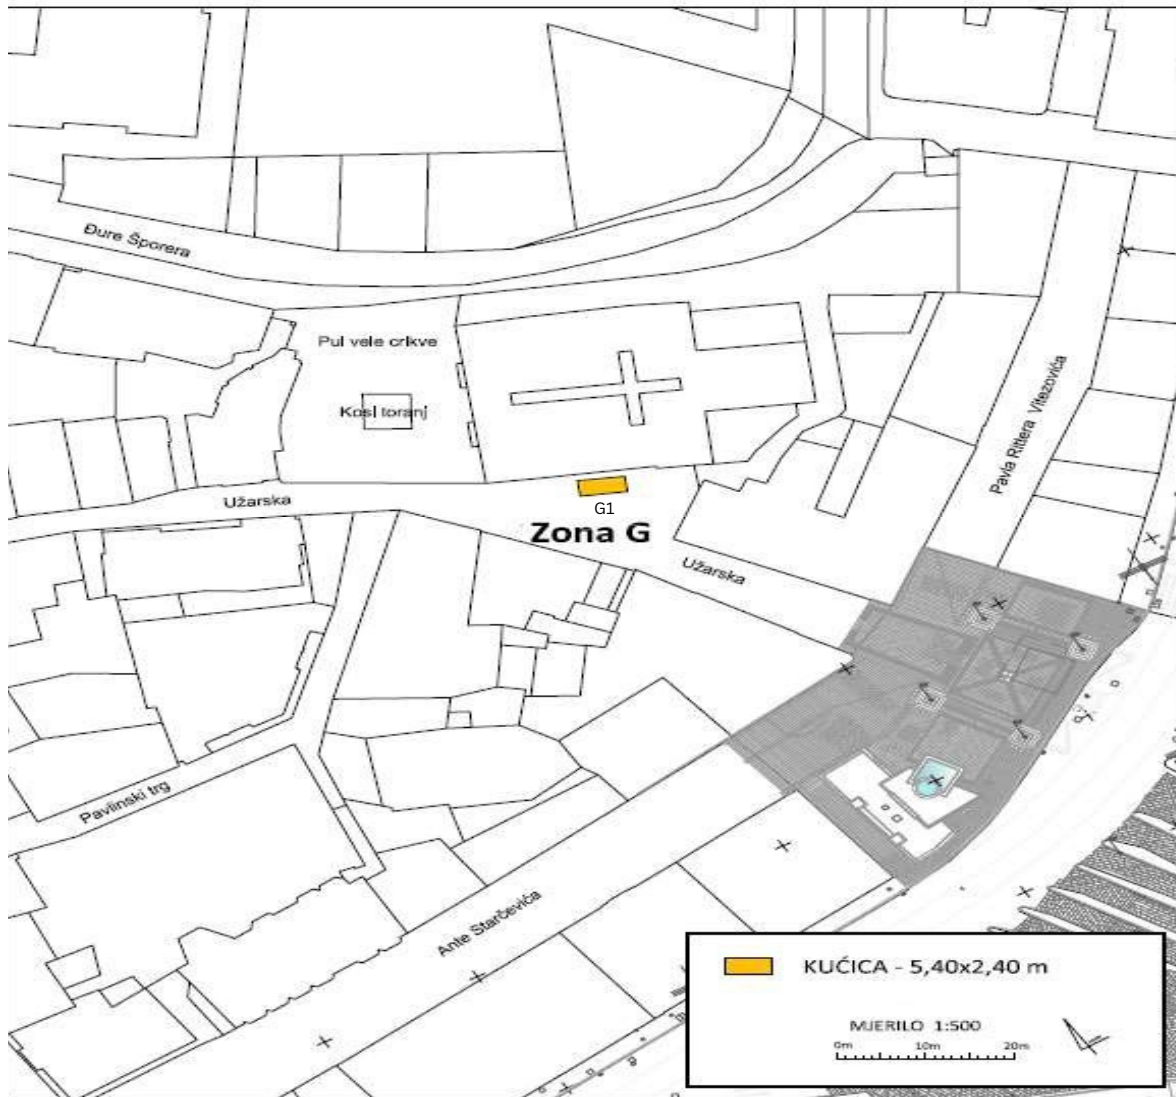 Đure Šporera
Pul vele crkve
Kosi toranj
Pavla Rittera Vitezovića
Užarska
G1
Zona G
Užarska
Pavlinski trg
Ante Starčevića
KUĆICA - 5,40x2,40 m
MJERILO 1:500
0m 10m 20m